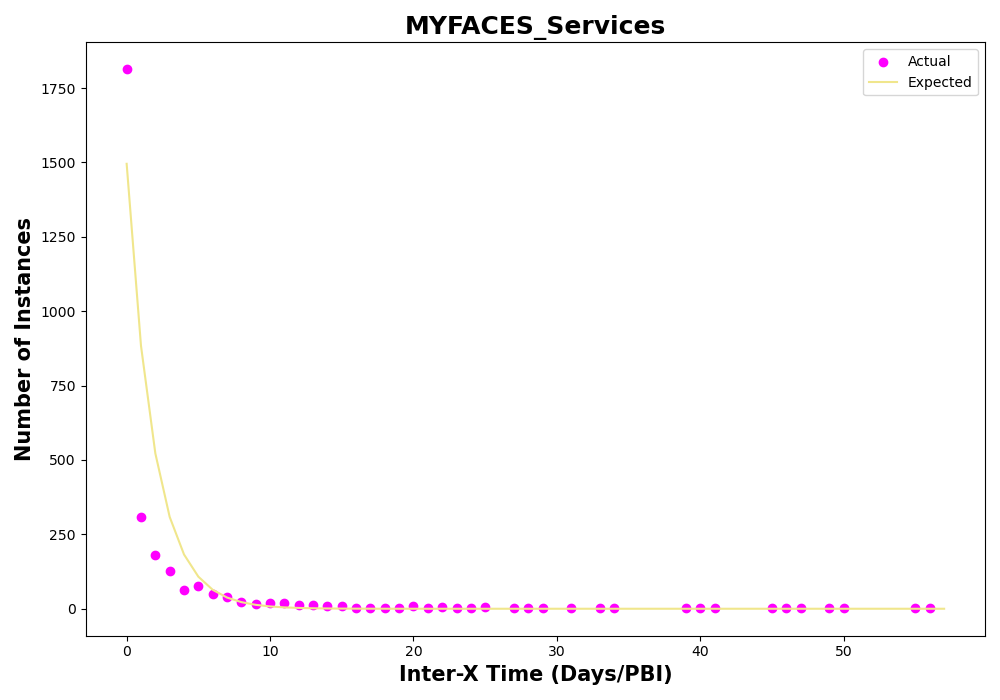 MYFACES_Services
Actual
Expected
Number of Instances
1750
1500
1250
1000
750
500
250
0
0 10 20 30 40 50
Inter-X Time (Days/PBI)